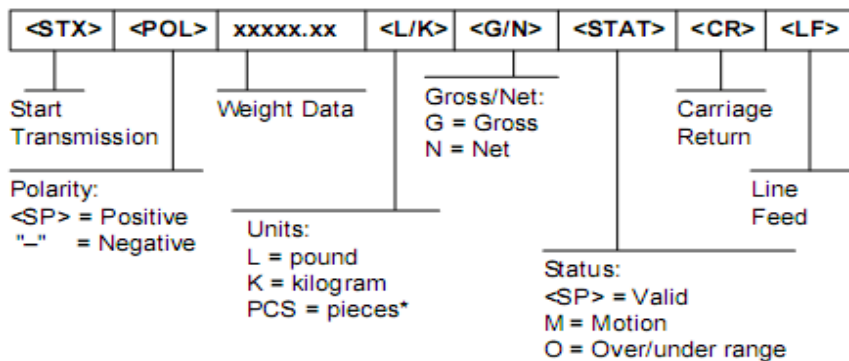 <STX> <POL> xxxxx.xx <L/K> <G/N> <STAT> <CR> <LF>
Start
Transmission
Weight Data
Gross/Net:
G = Gross
N = Net
Carriage
Return
Polarity:
<SP> = Positive
"–" = Negative
Units:
L = pound
K = kilogram
PCS = pieces*
Line
Feed
Status:
<SP> = Valid
M = Motion
O = Over/under range